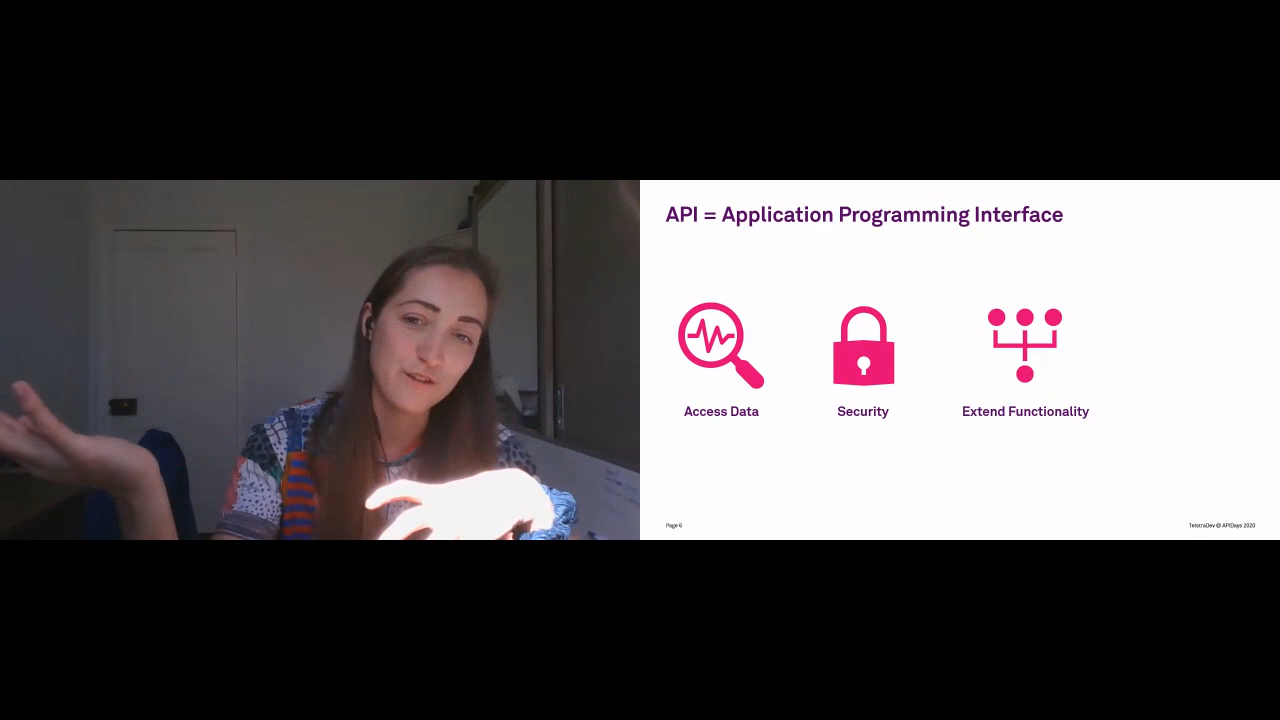 API = Application Programming Interface
Access Data
Security
Extend Functionality
Page 6
TelstraDev @ APIDays 2020